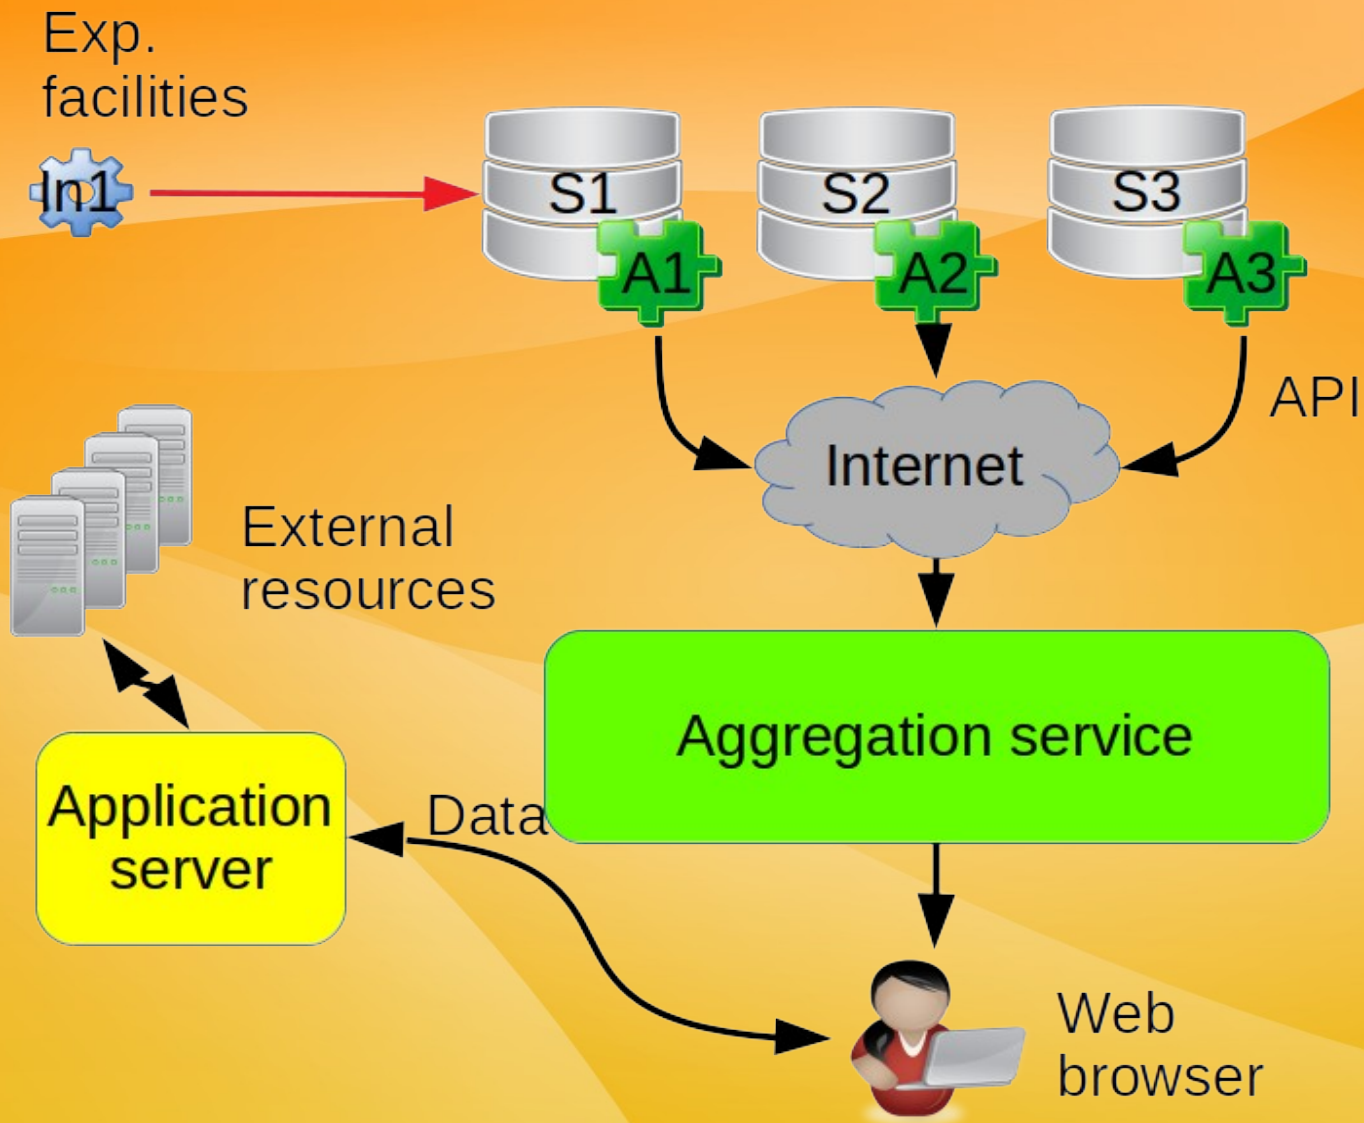 Exp.
facilities
In1
S1
S2
S3
A1
A2
A3
API
Internet
External
resources
Aggregation service
Application
server
Data
Web
browser